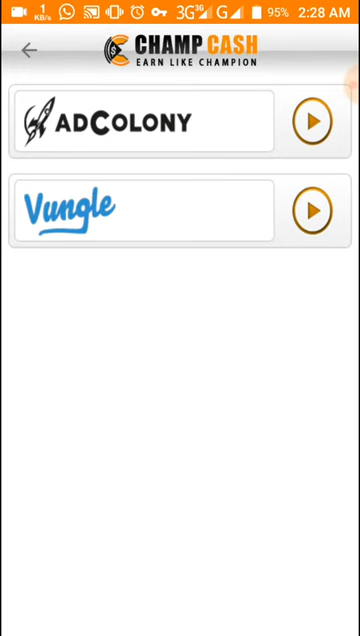 1
KB/s
3G 3G
G
95%
2:28 AM
CHAMP CASH
EARN LIKE CHAMPION
ADCOLONY
Vungle